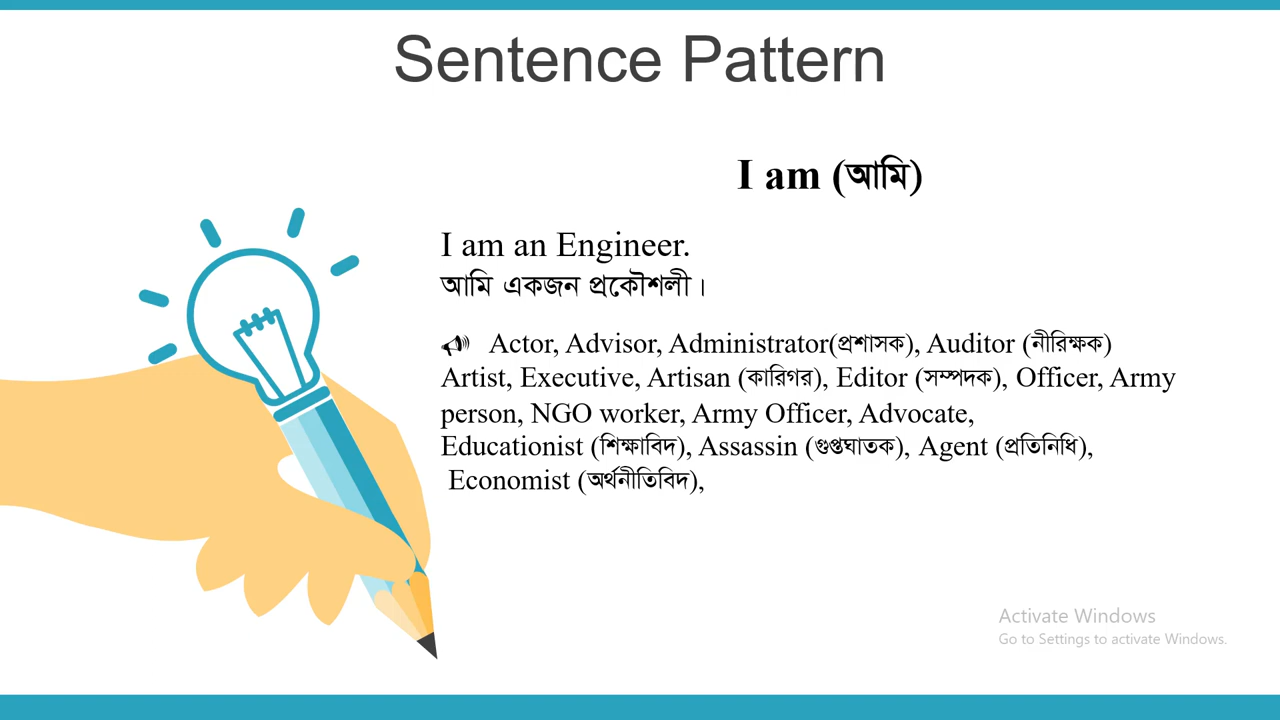 Sentence Pattern
I am (আমি)
I am an Engineer.
আমি একজন প্রকৌশলী।
Actor, Advisor, Administrator(প্রশাসক), Auditor (নীরিক্ষক)
Artist, Executive, Artisan (কারিগর), Editor (সম্পদক), Officer, Army
person, NGO worker, Army Officer, Advocate,
Educationist (শিক্ষাবিদ), Assassin (গুপ্তঘাতক), Agent (প্রতিনিধি),
Economist (অর্থনীতিবিদ),
Activate Windows
Go to Settings to activate Windows.